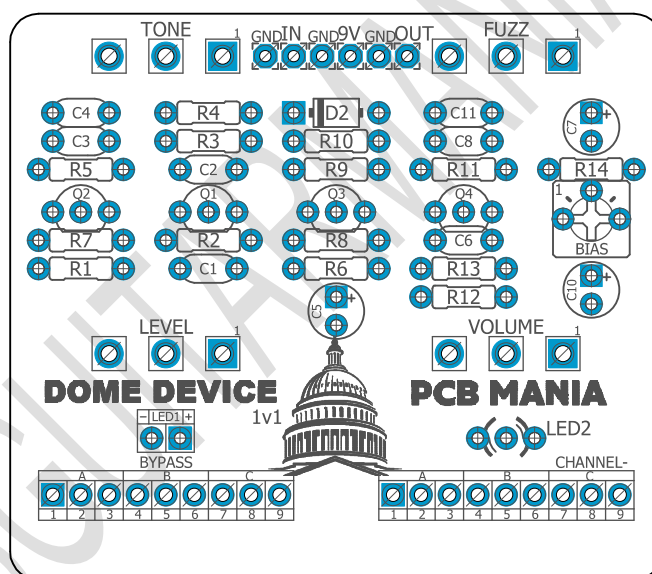 TONE 1 GND IN GND 9V GND OUT FUZZ 1
C4 R4 D2 C11 C7 +
C3 R3 R10 C8
R5 C2 R9 R11 R14
Q2 Q1 Q3 Q4 1
R7 R2 R8 C6 BIAS
R1 C1 R6 R13 C10 +
C5 + R12
LEVEL 1 VOLUME 1
DOME DEVICE PCB MANIA
1v1
- LED1 + LED2
BYPASS CHANNEL-
A B C A B C
1 2 3 4 5 6 7 8 9 1 2 3 4 5 6 7 8 9
GUITARMANIA